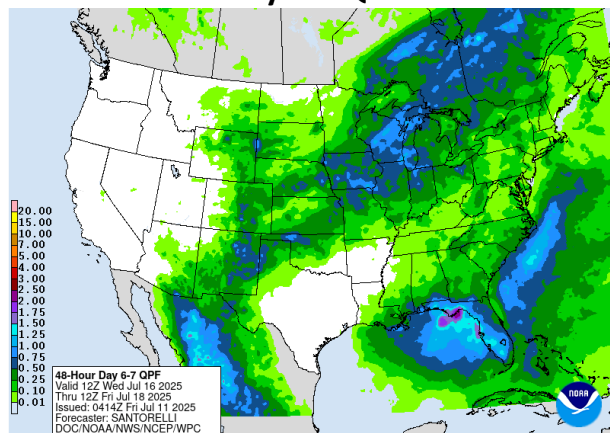 20.00
15.00
10.00
7.00
5.00
4.00
3.00
2.50
2.00
1.75
1.50
1.25
1.00
0.75
0.50
0.25
0.10
0.01
48-Hour Day 6-7 QPF
Valid 12Z Wed Jul 16 2025
Thru 12Z Fri Jul 18 2025
Issued: 0414Z Fri Jul 11 2025
Forecaster: SANTORELLI
DOC/NOAA/NWS/NCEP/WPC
NOAA